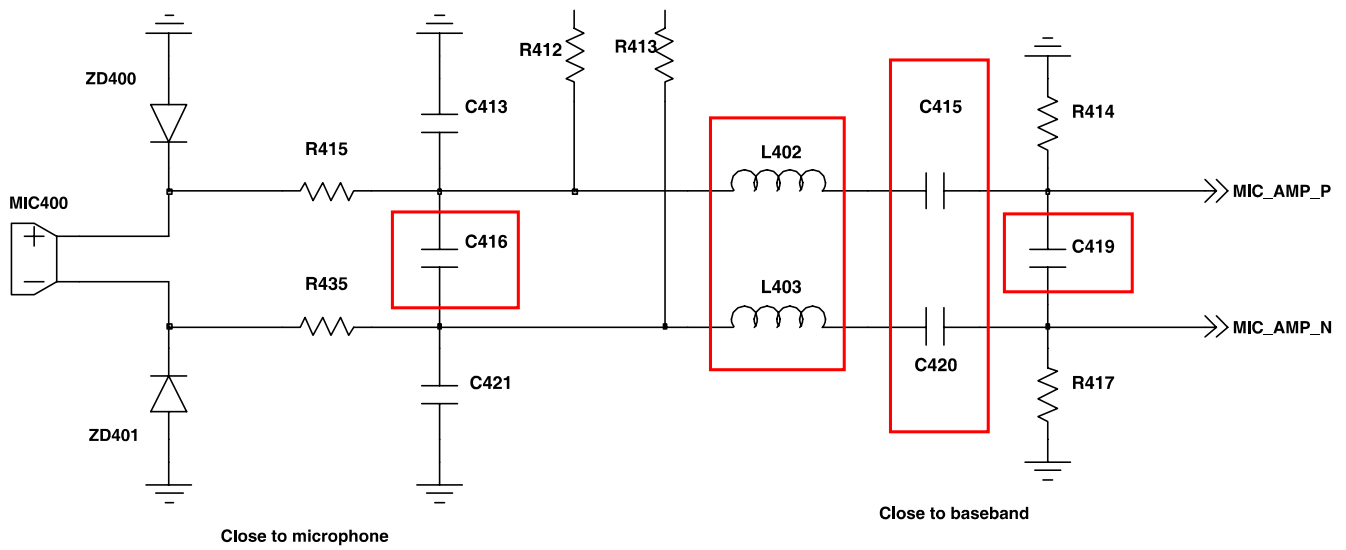 R412
R413
ZD400
C413
C415
R414
R415
L402
MIC400
MIC_AMP_P
C416
C419
R435
L403
MIC_AMP_N
C420
C421
R417
ZD401
Close to baseband
Close to microphone